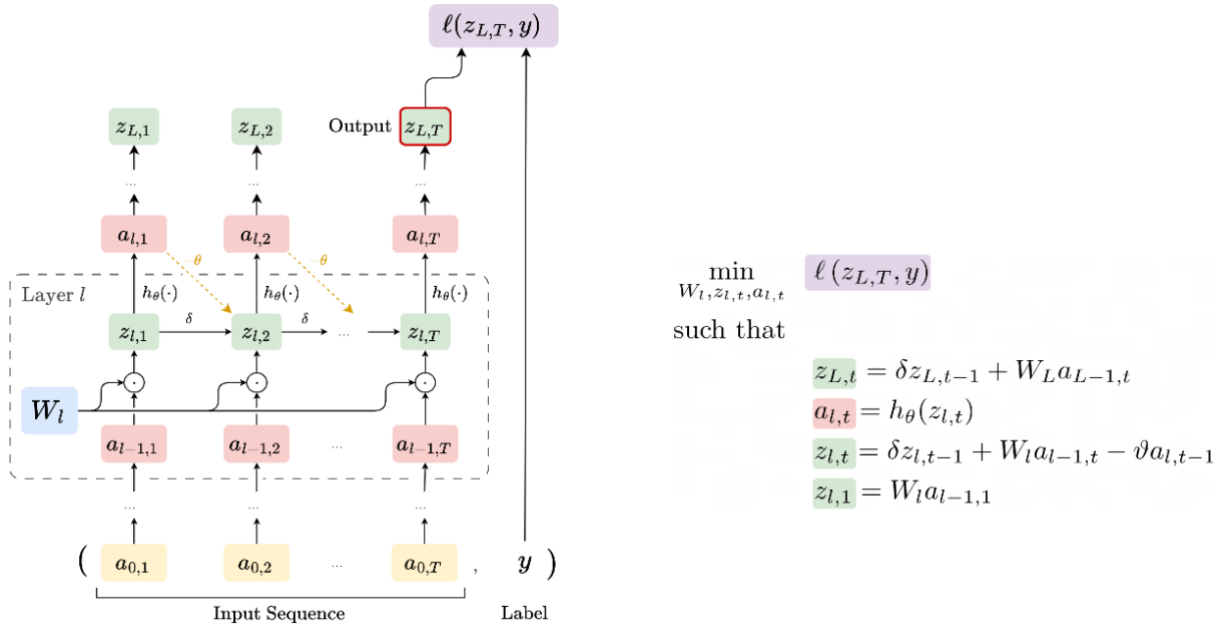 ℓ(z_{L,T}, y)
z_{L,1} z_{L,2} Output z_{L,T}
... ... ...
a_{l,1} a_{l,2} a_{l,T}
−θ −θ
Layer l h_θ(·) h_θ(·) h_θ(·)
z_{l,1} δ z_{l,2} δ ... z_{l,T}
W_l
a_{l−1,1} a_{l−1,2} ... a_{l−1,T}
... ... ...
( a_{0,1} a_{0,2} ... a_{0,T} , y )
Input Sequence Label
min ℓ (z_{L,T}, y)
W_l, z_{l,t}, a_{l,t}
such that
z_{L,t} = δz_{L,t−1} + W_L a_{L−1,t}
a_{l,t} = h_θ(z_{l,t})
z_{l,t} = δz_{l,t−1} + W_l a_{l−1,t} − ϑa_{l,t−1}
z_{l,1} = W_l a_{l−1,1}